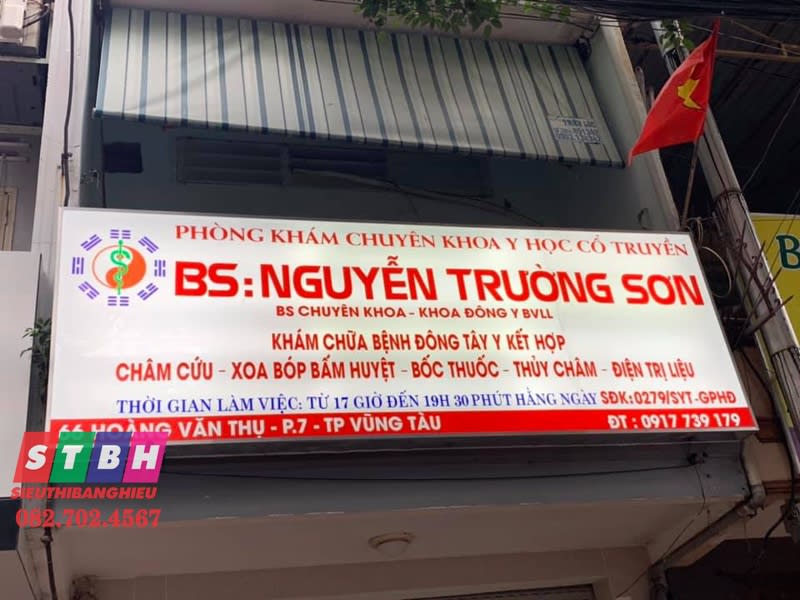 PHÒNG KHÁM CHUYÊN KHOA Y HỌC CỔ TRUYỀN
BS: NGUYỄN TRƯỜNG SƠN
BS CHUYÊN KHOA - KHOA ĐÔNG Y BVLL
KHÁM CHỮA BỆNH ĐÔNG TÂY Y KẾT HỢP
CHÂM CỨU - XOA BÓP BẤM HUYỆT - BỐC THUỐC - THỦY CHÂM - ĐIỆN TRỊ LIỆU
THỜI GIAN LÀM VIỆC: TỪ 17 GIỜ ĐẾN 19H 30 PHÚT HẰNG NGÀY SĐK: 0279/SYT-GPHĐ
66 HOÀNG VĂN THỤ - P.7 - TP VŨNG TÀU ĐT : 0917 739 179
B
STBH
SIEUTHIBANGHIEU
082.702.4567